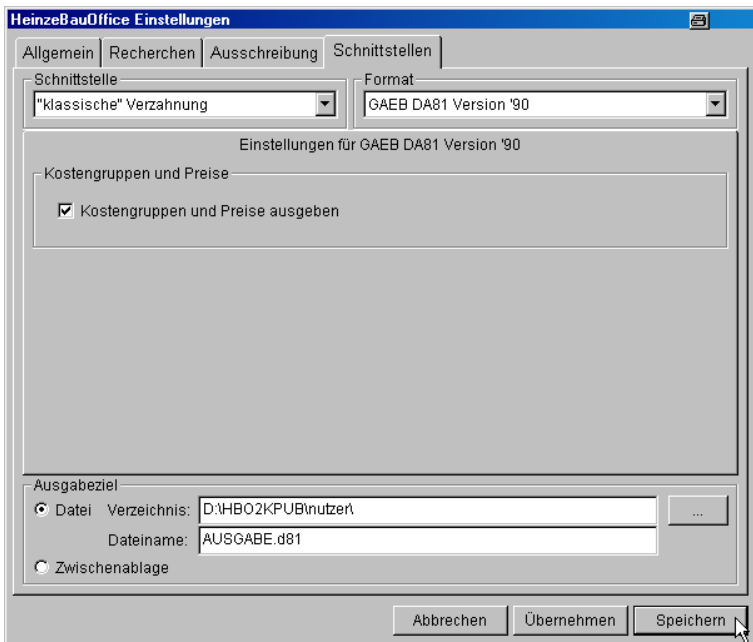 HeinzeBauOffice Einstellungen
Allgemein Recherchen Ausschreibung Schnittstellen
Schnittstelle Format
"klassische" Verzahnung GAEB DA81 Version '90
Einstellungen für GAEB DA81 Version '90
Kostengruppen und Preise
Kostengruppen und Preise ausgeben
Ausgabeziel
Datei Verzeichnis: D:\HBO2KPUB\nutzer\ ...
Dateiname: AUSGABE.d81
Zwischenablage
Abbrechen Übernehmen Speichern